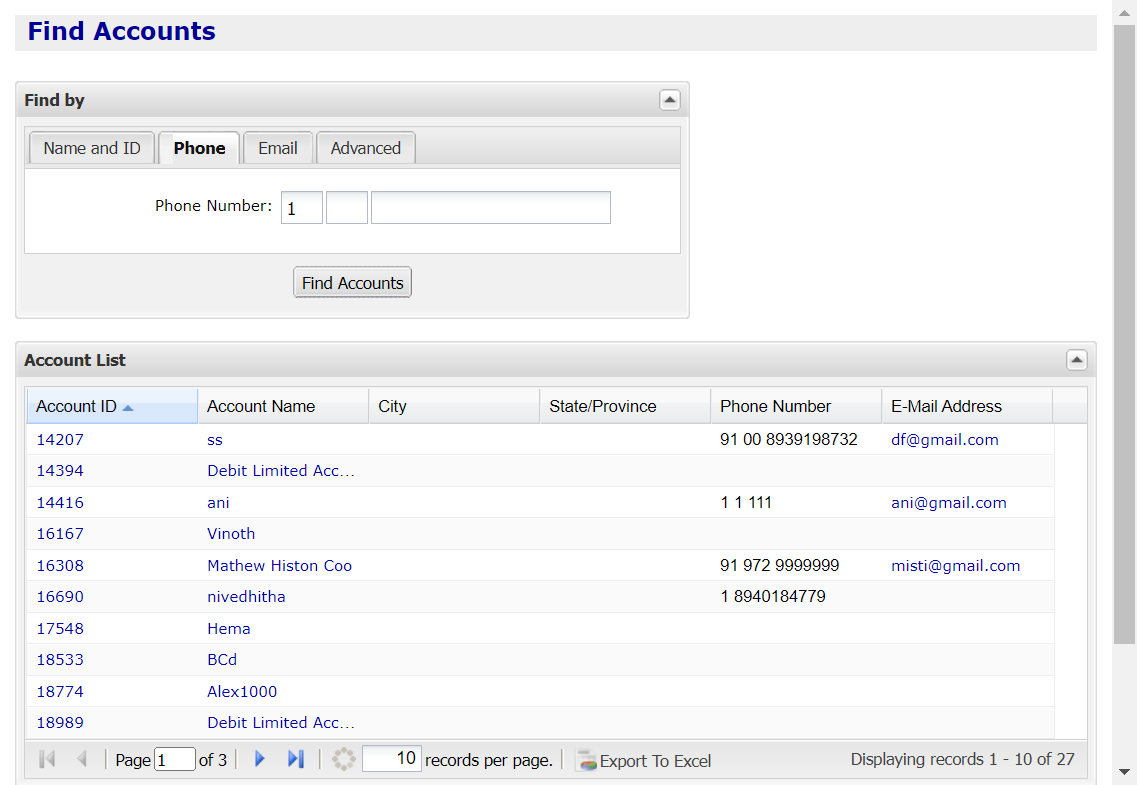 Find Accounts
Find by
Name and ID Phone Email Advanced
Phone Number: 1
Find Accounts
Account List
Account ID Account Name City State/Province Phone Number E-Mail Address
14207 ss 91 00 8939198732 df@gmail.com
14394 Debit Limited Acc...
14416 ani 1 1 111 ani@gmail.com
16167 Vinoth
16308 Mathew Histon Coo 91 972 9999999 misti@gmail.com
16690 nivedhitha 1 8940184779
17548 Hema
18533 BCd
18774 Alex1000
18989 Debit Limited Acc...
Page 1 of 3 10 records per page. Export To Excel Displaying records 1 - 10 of 27